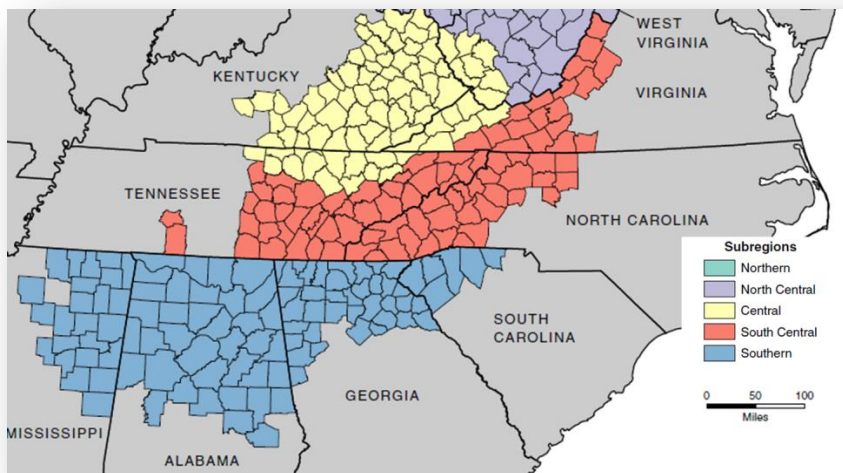 WEST
VIRGINIA
KENTUCKY
VIRGINIA
TENNESSEE
NORTH CAROLINA
Subregions
Northern
North Central
Central
South Central
Southern
SOUTH
CAROLINA
GEORGIA
0 50 100
Miles
MISSISSIPPI
ALABAMA